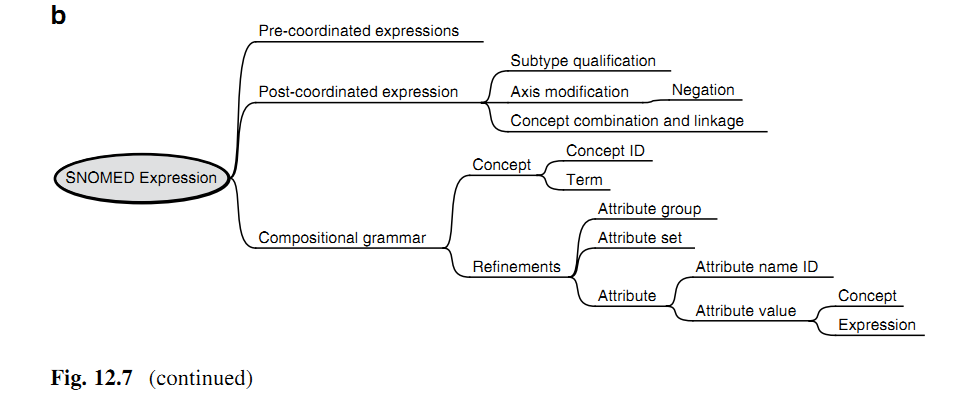 b
Pre-coordinated expressions
Subtype qualification
Post-coordinated expression
Axis modification
Negation
Concept combination and linkage
SNOMED Expression
Concept
Concept ID
Term
Compositional grammar
Attribute group
Attribute set
Refinements
Attribute name ID
Attribute
Attribute value
Concept
Expression
Fig. 12.7 (continued)